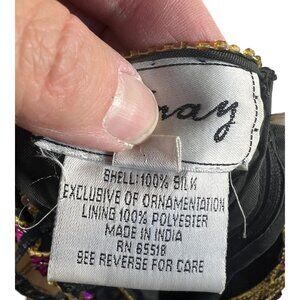 SHELL: 100% SILK
EXCLUSIVE OF ORNAMENTATION
LINING 100% POLYESTER
MADE IN INDIA
RN 65518
SEE REVERSE FOR CARE